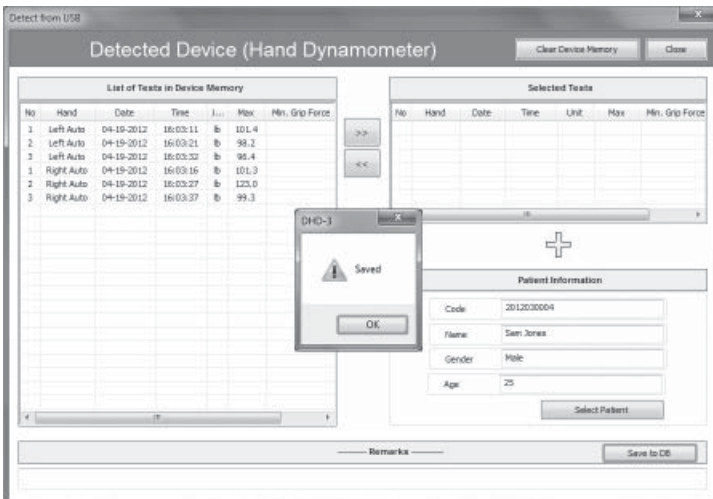 Detect from USB
Detected Device (Hand Dynamometer)
Clear Device Memory
Close
List of Tests in Device Memory
No Hand Date Time J... Max Min. Grip Force
1 Left Auto 04-19-2012 16:03:11 lb 101.4
2 Left Auto 04-19-2012 16:03:21 lb 98.2
3 Left Auto 04-19-2012 16:03:32 lb 96.4
1 Right Auto 04-19-2012 16:03:16 lb 101.3
2 Right Auto 04-19-2012 16:03:27 lb 123.0
3 Right Auto 04-19-2012 16:03:37 lb 99.3
>>
<<
Selected Tests
No Hand Date Time Unit Max Min. Grip Force
DHD-3
Saved
OK
Patient Information
Code 2012030004
Name Sam Jones
Gender Male
Age 25
Select Patient
Remarks
Save to DB